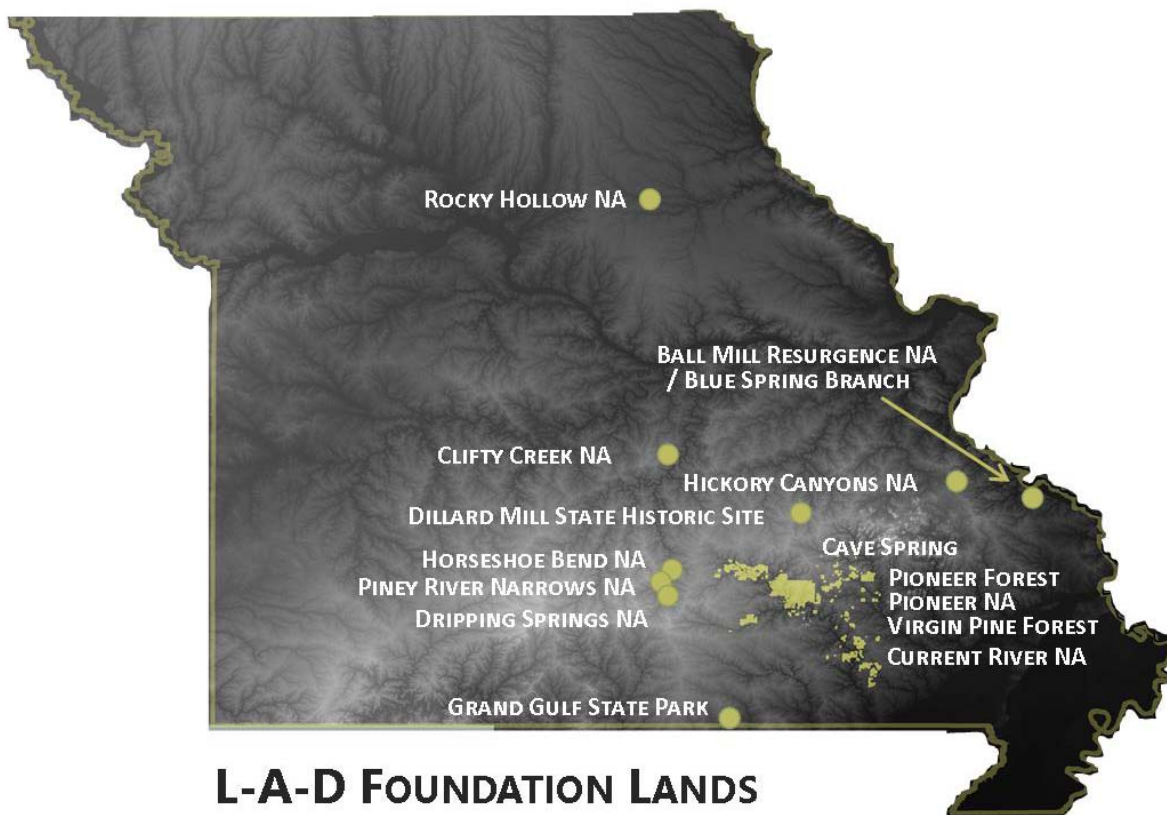 ROCKY HOLLOW NA
BALL MILL RESURGENCE NA
/ BLUE SPRING BRANCH
CLIFTY CREEK NA
HICKORY CANYONS NA
DILLARD MILL STATE HISTORIC SITE
CAVE SPRING
HORSESHOE BEND NA
PIONEER FOREST
PINEY RIVER NARROWS NA
PIONEER NA
DRIPPING SPRINGS NA
VIRGIN PINE FOREST
CURRENT RIVER NA
GRAND GULF STATE PARK
L-A-D FOUNDATION LANDS